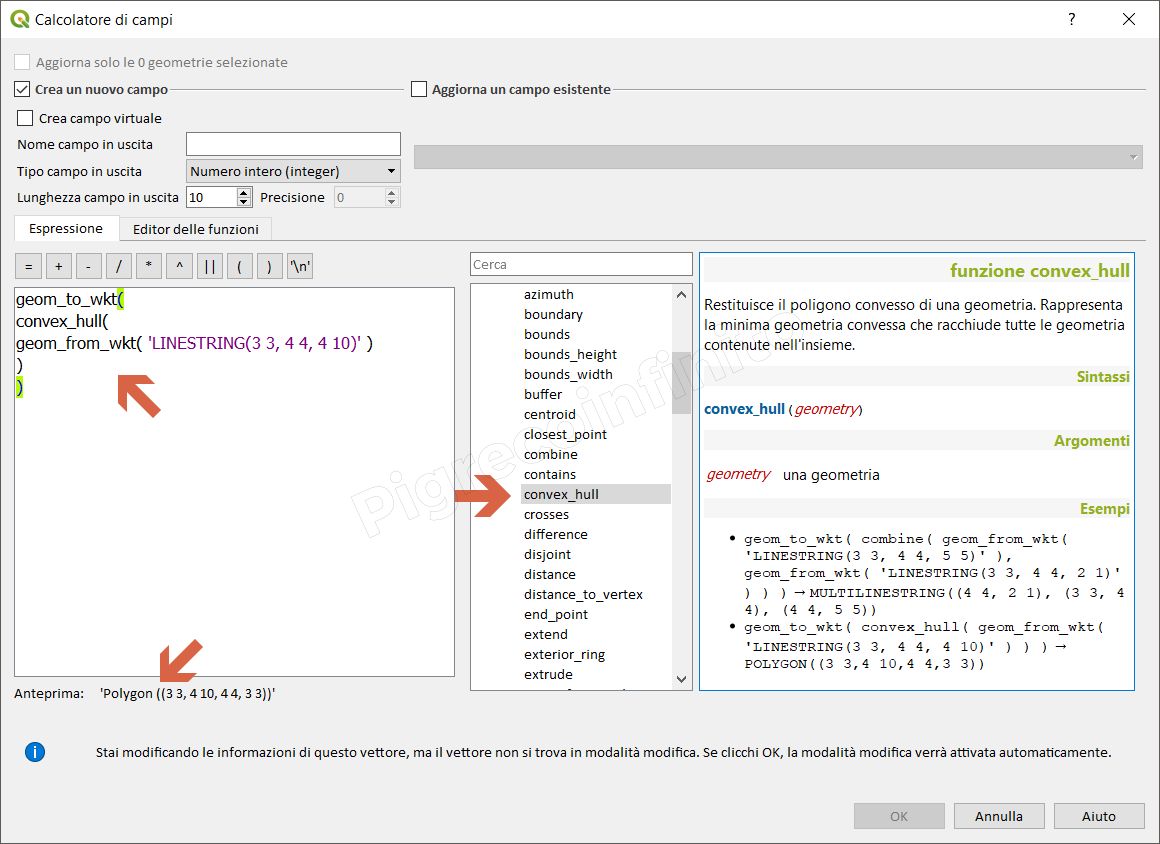 Calcolatore di campi
?
Aggiorna solo le 0 geometrie selezionate
Crea un nuovo campo
Aggiorna un campo esistente
Crea campo virtuale
Nome campo in uscita
Tipo campo in uscita
Numero intero (integer)
Lunghezza campo in uscita
10
Precisione
0
Espressione
Editor delle funzioni
=
+
-
/
*
^
||
(
)
'\n'
geom_to_wkt(
convex_hull(
geom_from_wkt( 'LINESTRING(3 3, 4 4, 4 10)' )
)
)
Anteprima: 'Polygon ((3 3, 4 10, 4 4, 3 3))'
Cerca
azimuth
boundary
bounds
bounds_height
bounds_width
buffer
centroid
closest_point
combine
contains
convex_hull
crosses
difference
disjoint
distance
distance_to_vertex
end_point
extend
exterior_ring
extrude
funzione convex_hull
Restituisce il poligono convesso di una geometria. Rappresenta
la minima geometria convessa che racchiude tutte le geometria
contenute nell'insieme.
Sintassi
convex_hull(geometry)
Argomenti
geometry una geometria
Esempi
• geom_to_wkt( combine( geom_from_wkt(
'LINESTRING(3 3, 4 4, 5 5)' ),
geom_from_wkt( 'LINESTRING(3 3, 4 4, 2 1)'
) ) ) → MULTILINESTRING((4 4, 2 1), (3 3, 4
4), (4 4, 5 5))
• geom_to_wkt( convex_hull( geom_from_wkt(
'LINESTRING(3 3, 4 4, 4 10)' ) ) ) →
POLYGON((3 3,4 10,4 4,3 3))
Stai modificando le informazioni di questo vettore, ma il vettore non si trova in modalità modifica. Se clicchi OK, la modalità modifica verrà attivata automaticamente.
OK
Annulla
Aiuto